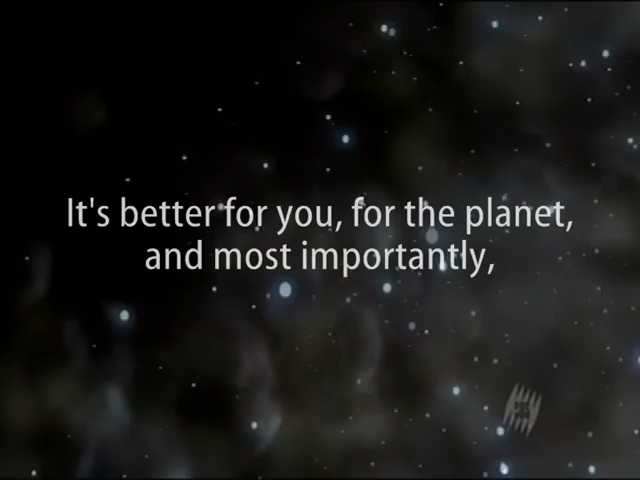 It's better for you, for the planet,
and most importantly,